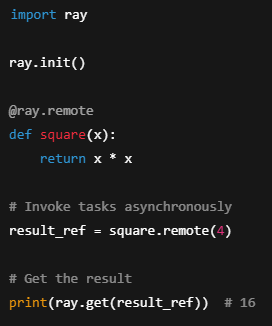 import ray
ray.init()
@ray.remote
def square(x):
    return x * x
# Invoke tasks asynchronously
result_ref = square.remote(4)
# Get the result
print(ray.get(result_ref))  # 16